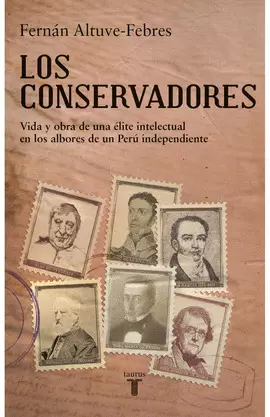 Fernán Altuve-Febres
LOS
CONSERVADORES
Vida y obra de una élite intelectual
en los albores de un Perú independiente
taurus
T